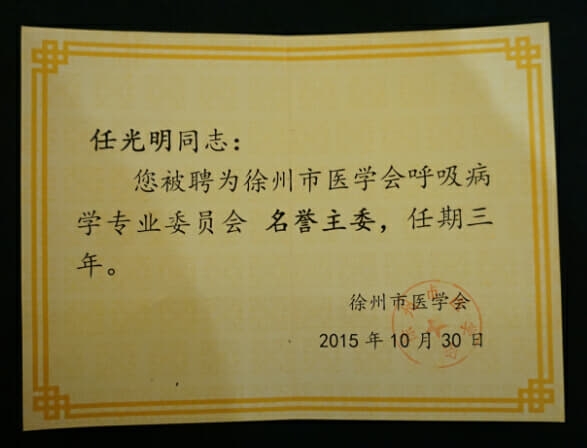 任光明同志：
您被聘为徐州市医学会呼吸病
学专业委员会 名誉主委，任期三
年。
徐州市医学会
2015 年 10 月 30 日